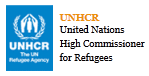 UNHCR
The UN
Refugee Agency
UNHCR
United Nations
High Commissioner
for Refugees